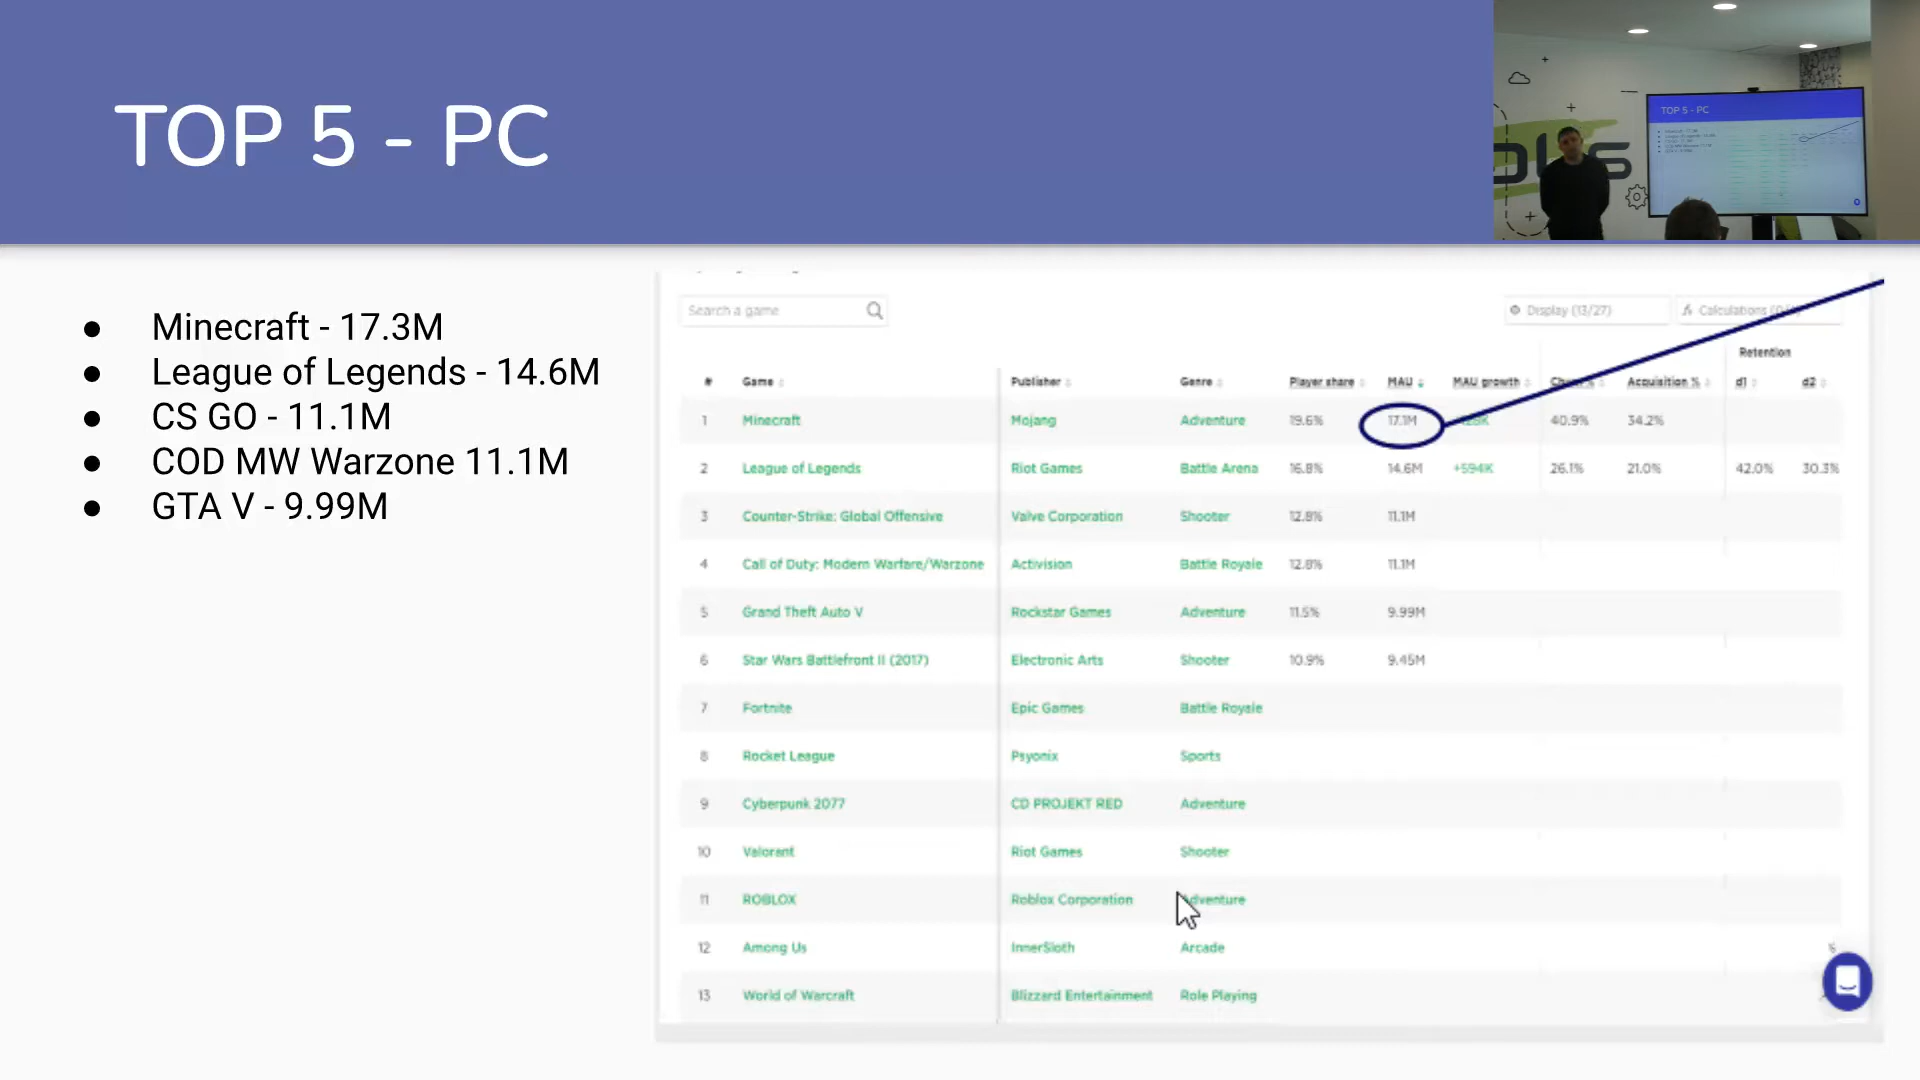 TOP 5 - PC
TOP 5 - PC
● Minecraft - 17.3M
● League of Legends - 14.6M
● CS GO - 11.1M
● COD MW Warzone 11.1M
● GTA V - 9.99M
Search a game
Display (13/27)
Calculations
Retention
# Game Publisher Genre Player share MAU MAU growth Churn % Acquisition % d1 d2
1 Minecraft Mojang Adventure 19.6% 17.1M 40.9% 34.2%
2 League of Legends Riot Games Battle Arena 16.8% 14.6M +594K 26.1% 21.0% 42.0% 30.3%
3 Counter-Strike: Global Offensive Valve Corporation Shooter 12.8% 11.1M
4 Call of Duty: Modern Warfare/Warzone Activision Battle Royale 12.8% 11.1M
5 Grand Theft Auto V Rockstar Games Adventure 11.5% 9.99M
6 Star Wars Battlefront II (2017) Electronic Arts Shooter 10.9% 9.45M
7 Fortnite Epic Games Battle Royale
8 Rocket League Psyonix Sports
9 Cyberpunk 2077 CD PROJEKT RED Adventure
10 Valorant Riot Games Shooter
11 ROBLOX Roblox Corporation Adventure
12 Among Us InnerSloth Arcade
13 World of Warcraft Blizzard Entertainment Role Playing